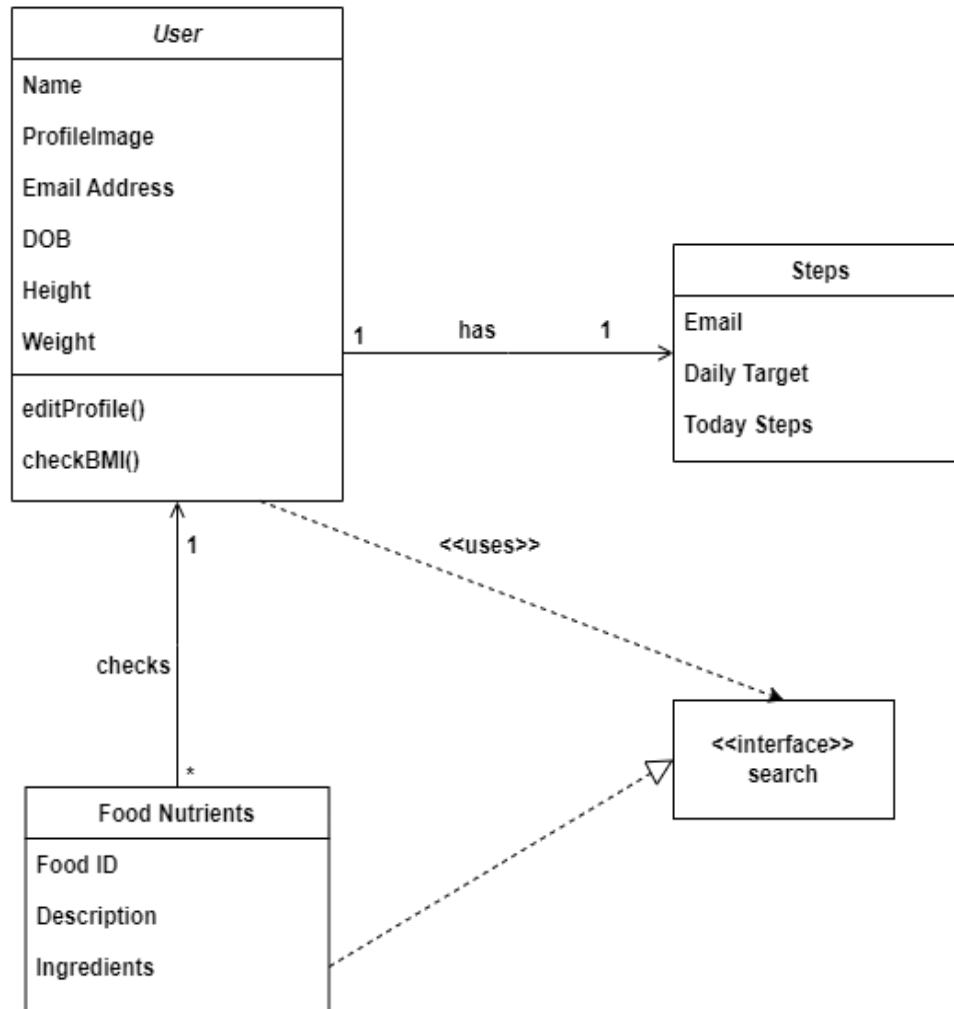 User
Name
ProfileImage
Email Address
DOB
Height
Weight
editProfile()
checkBMI()
1 has 1
Steps
Email
Daily Target
Today Steps
1
<<uses>>
checks
*
<<interface>>
search
Food Nutrients
Food ID
Description
Ingredients